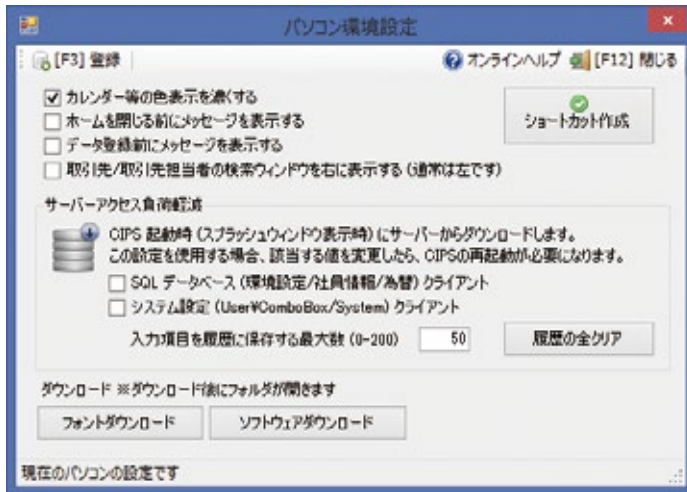 パソコン環境設定
[F3] 登録
オンラインヘルプ [F12] 閉じる
カレンダー等の色表示を濃くする
ホームを閉じる前にメッセージを表示する
データ登録前にメッセージを表示する
取引先/取引先担当者の検索ウィンドウを右に表示する (通常は左です)
ショートカット作成
サーバーアクセス負荷軽減
CIPS 起動時 (スプラッシュウィンドウ表示時) にサーバーからダウンロードします。
この設定を使用する場合、該当する値を変更したら、CIPSの再起動が必要になります。
SQL データベース (環境設定/社員情報/為替) クライアント
システム設定 (User¥ComboBox/System) クライアント
入力項目を履歴に保存する最大数 (0-200) 50 履歴の全クリア
ダウンロード ※ダウンロード後にフォルダが開きます
フォントダウンロード ソフトウェアダウンロード
現在のパソコンの設定です